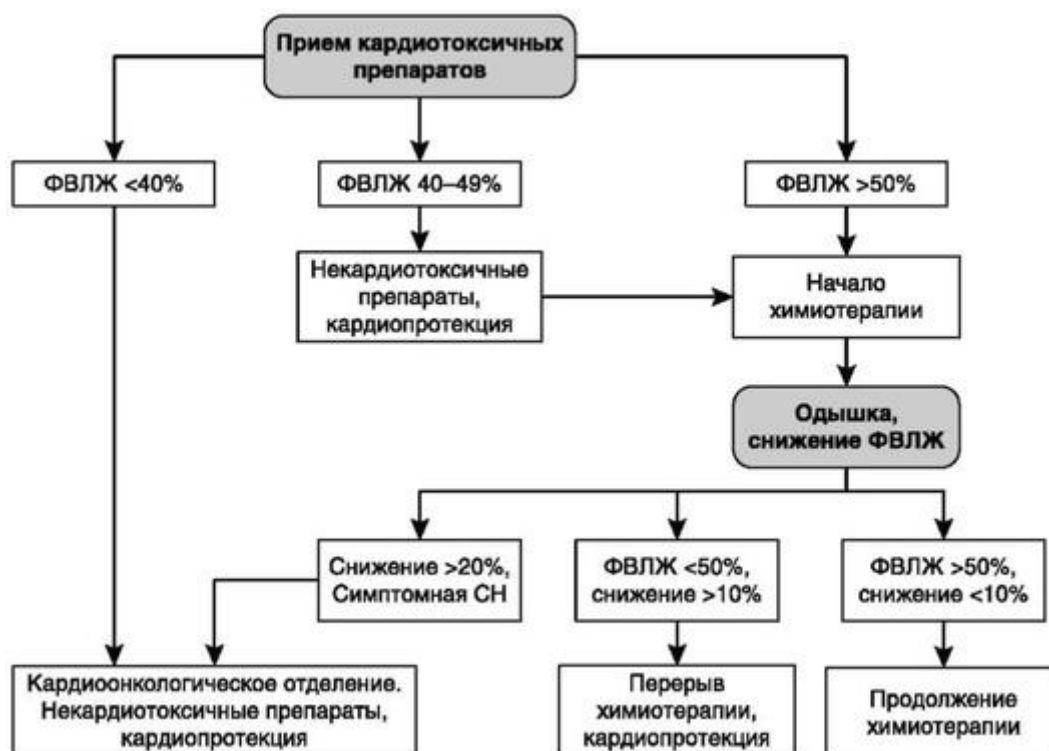 Прием кардиотоксичных
препаратов
ФВЛЖ <40%
ФВЛЖ 40–49%
ФВЛЖ >50%
Некардиотоксичные
препараты,
кардиопротекция
Начало
химиотерапии
Одышка,
снижение ФВЛЖ
Снижение >20%,
Симптомная СН
ФВЛЖ <50%,
снижение >10%
ФВЛЖ >50%,
снижение <10%
Кардиоонкологическое отделение.
Некардиотоксичные препараты,
кардиопротекция
Перерыв
химиотерапии,
кардиопротекция
Продолжение
химиотерапии